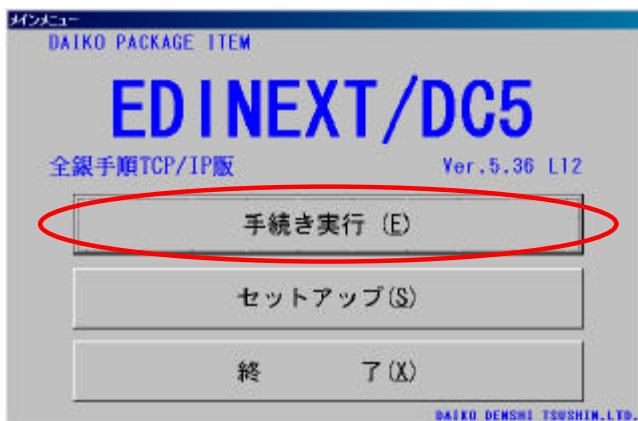 メインメニュー
DAIKO PACKAGE ITEM
EDINEXT/DC5
全銀手順TCP/IP版 Ver.5.36 L12
手続き実行 (E)
セットアップ(S)
終 了(X)
DAIKO DENSHI TSUSHIN.LTD.